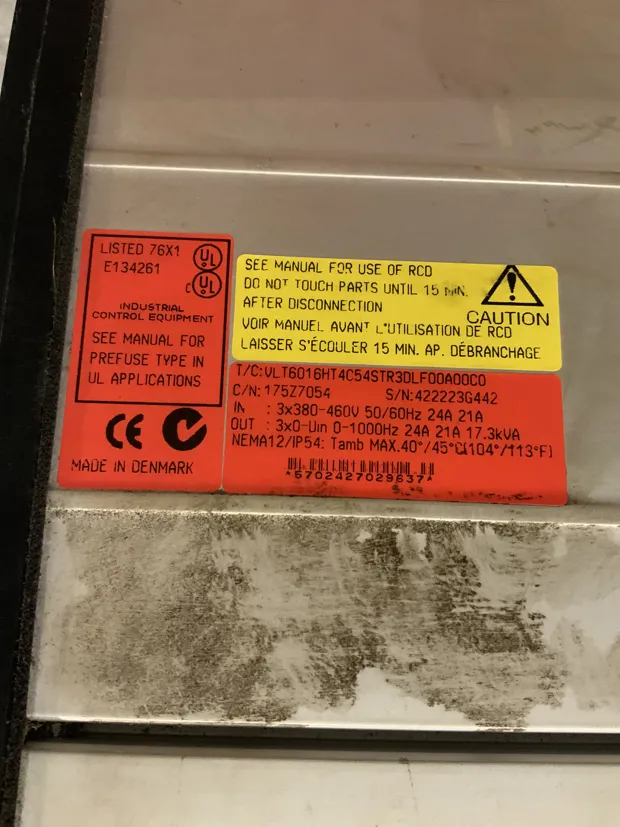 LISTED 76X1
E134261
UL
C UL
INDUSTRIAL
CONTROL EQUIPMENT
SEE MANUAL FOR
PREFUSE TYPE IN
UL APPLICATIONS
CE
MADE IN DENMARK
SEE MANUAL FOR USE OF RCD
DO NOT TOUCH PARTS UNTIL 15 MIN.
AFTER DISCONNECTION
CAUTION
VOIR MANUEL AVANT L'UTILISATION DE RCD
LAISSER S'ÉCOULER 15 MIN. AP. DÉBRANCHAGE
T/C:VLT6016HT4C54STR3DLF00A00C0
C/N: 175Z7054 S/N:422223G442
IN : 3x380-460V 50/60Hz 24A 21A
OUT : 3x0-Uin 0-1000Hz 24A 21A 17.3kVA
NEMA12/IP54: Tamb MAX.40°/45°C(104°/113°F)
*5702427029637*